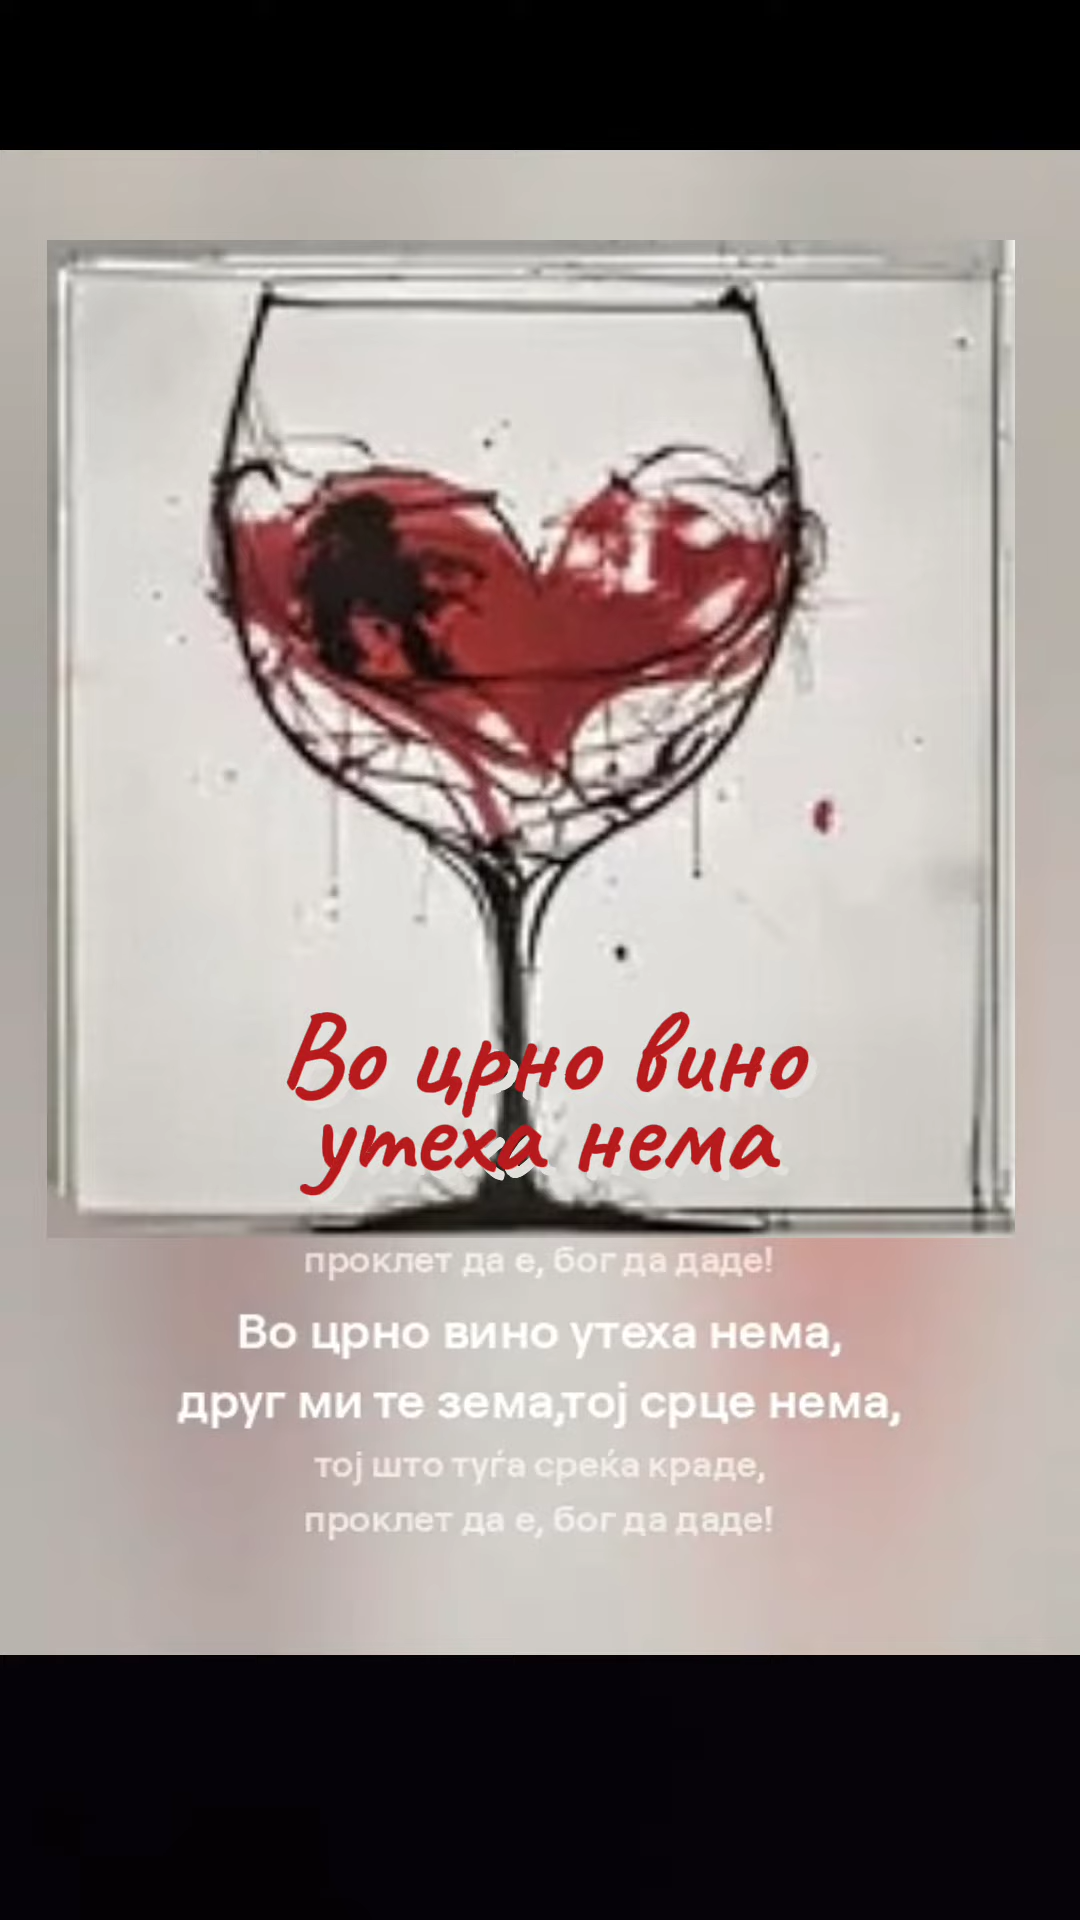 Во црно вино
утеха нема
проклет да е, бог да даде!
Во црно вино утеха нема,
друг ми те зема,тој срце нема,
тој што туѓа среќа краде,
проклет да е, бог да даде!